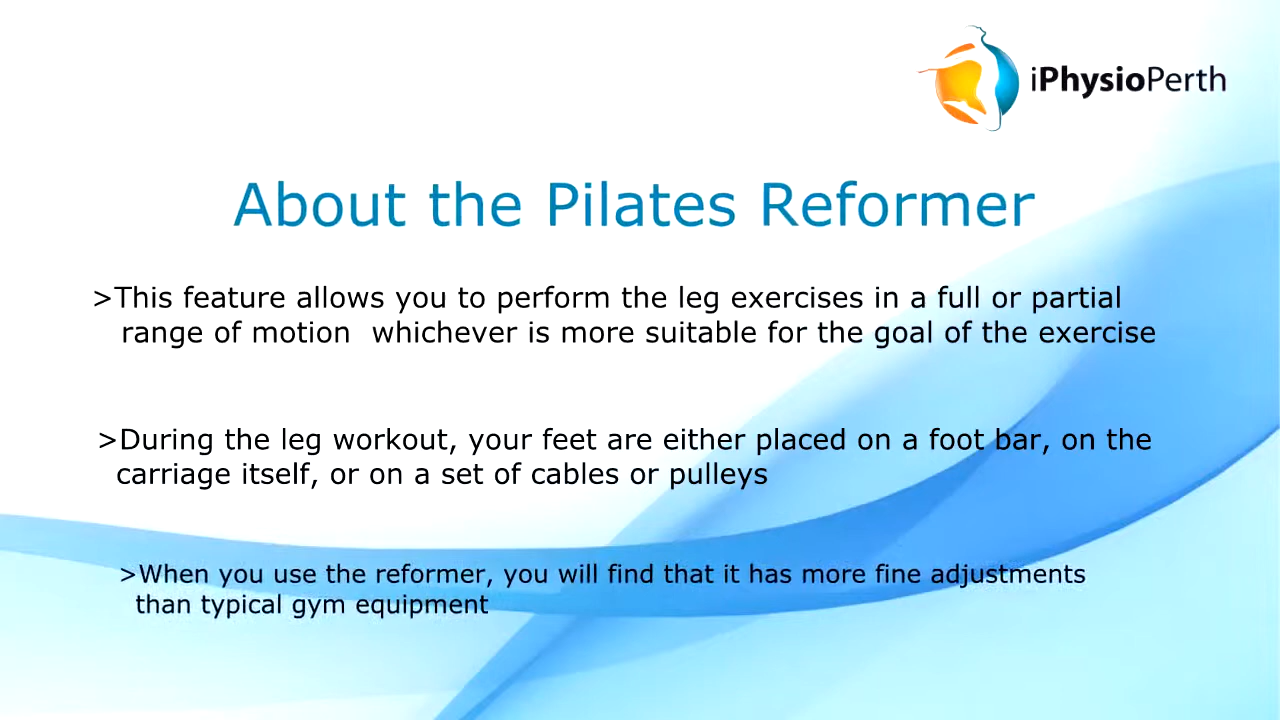 iPhysioPerth
About the Pilates Reformer
>This feature allows you to perform the leg exercises in a full or partial
range of motion  whichever is more suitable for the goal of the exercise
>During the leg workout, your feet are either placed on a foot bar, on the
carriage itself, or on a set of cables or pulleys
>When you use the reformer, you will find that it has more fine adjustments
than typical gym equipment